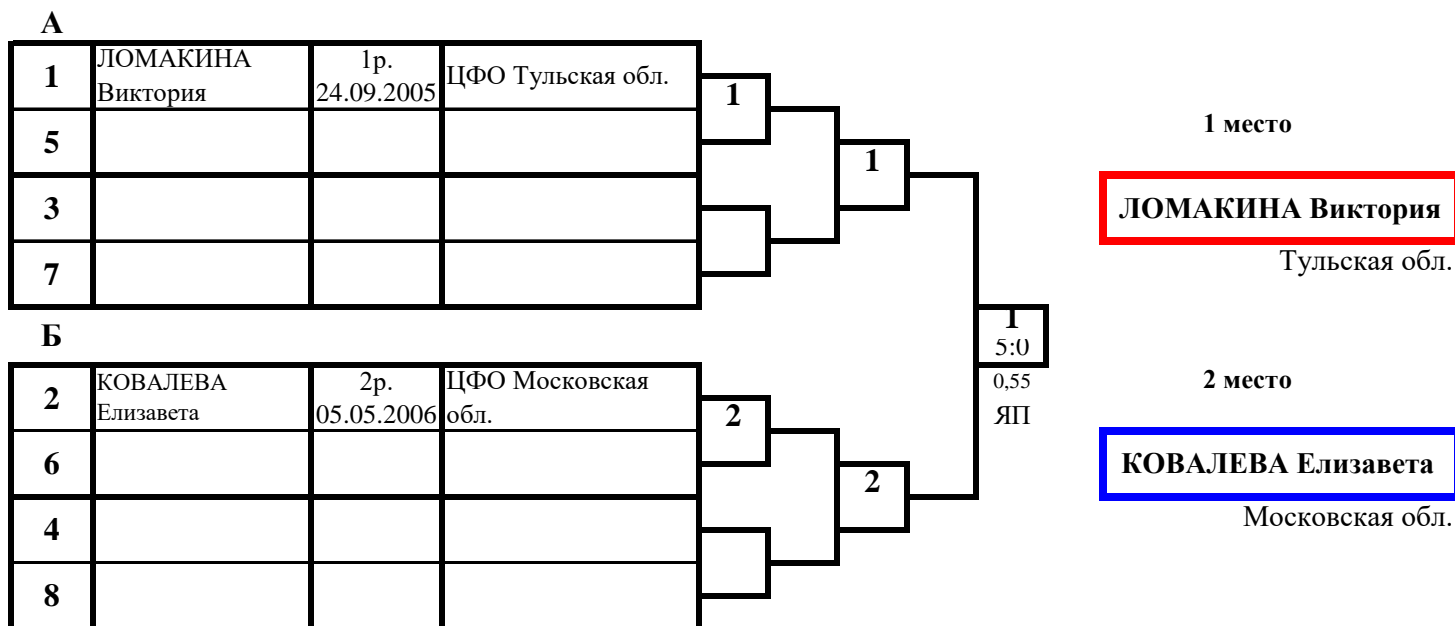 А
1 ЛОМАКИНА Виктория 1р. 24.09.2005 ЦФО Тульская обл.
5
3
7
1
1
Б
2 КОВАЛЕВА Елизавета 2р. 05.05.2006 ЦФО Московская обл.
6
4
8
2
2
1
5:0
0,55
ЯП
1 место
ЛОМАКИНА Виктория
Тульская обл.
2 место
КОВАЛЕВА Елизавета
Московская обл.